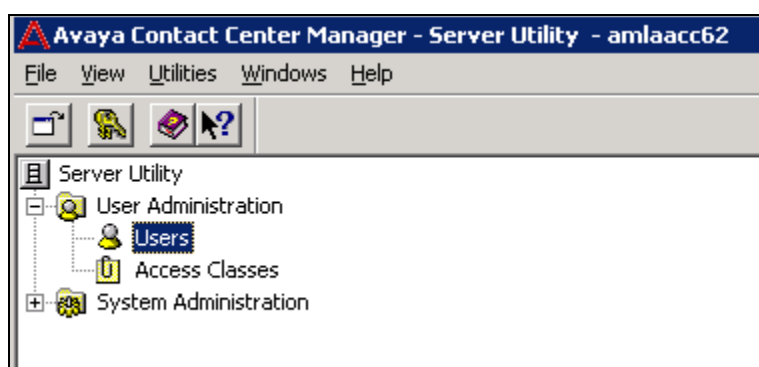 Avaya Contact Center Manager - Server Utility - amlaacc62
File View Utilities Windows Help
Server Utility
User Administration
Users
Access Classes
System Administration